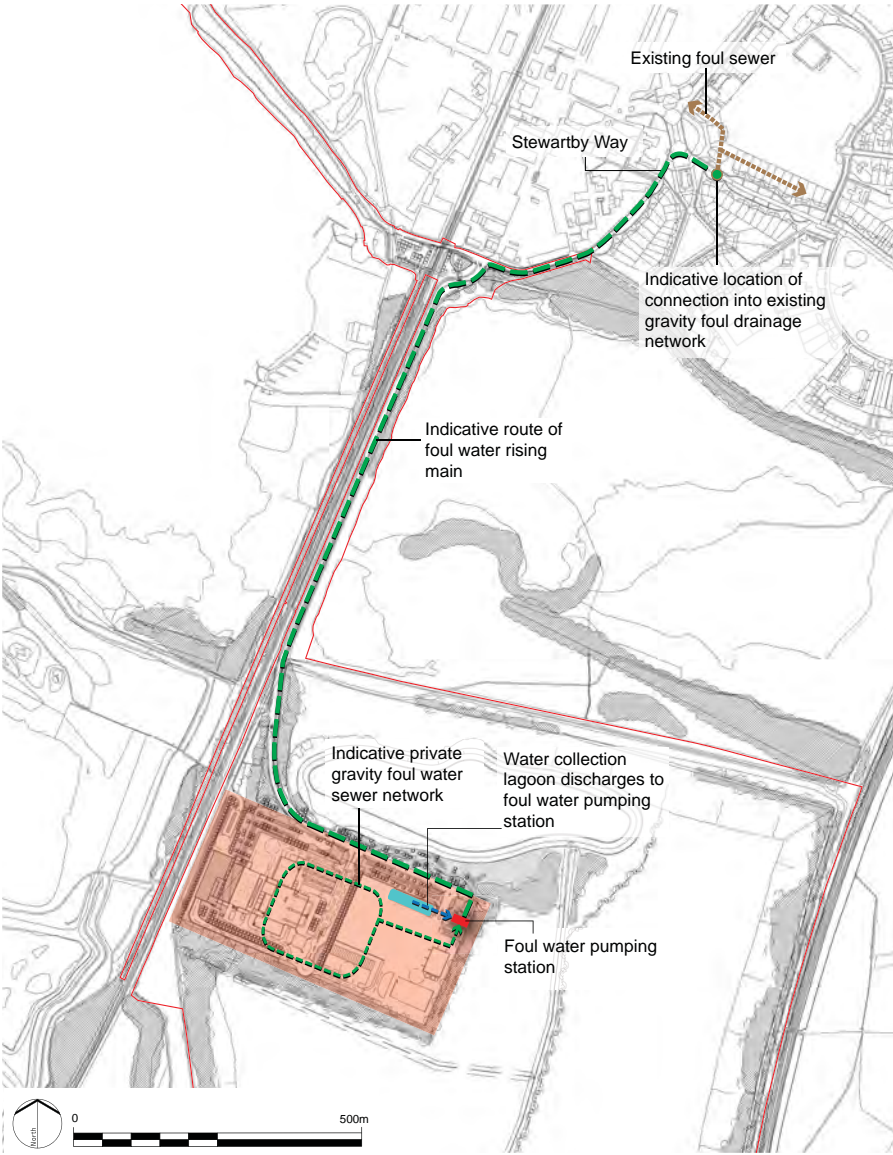 Existing foul sewer
Stewartby Way
Indicative location of
connection into existing
gravity foul drainage
network
Indicative route of
foul water rising
main
Indicative private
gravity foul water
sewer network
Water collection
lagoon discharges to
foul water pumping
station
Foul water pumping
station
North
0
500m